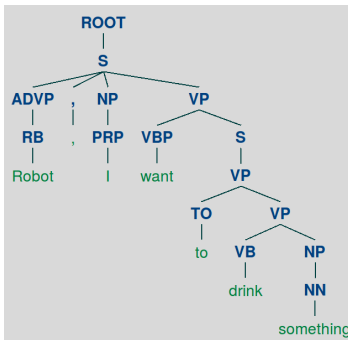 ROOT
S
ADVP , NP VP
RB , PRP VBP S
Robot I want VP
TO VP
to VB NP
drink NN
something